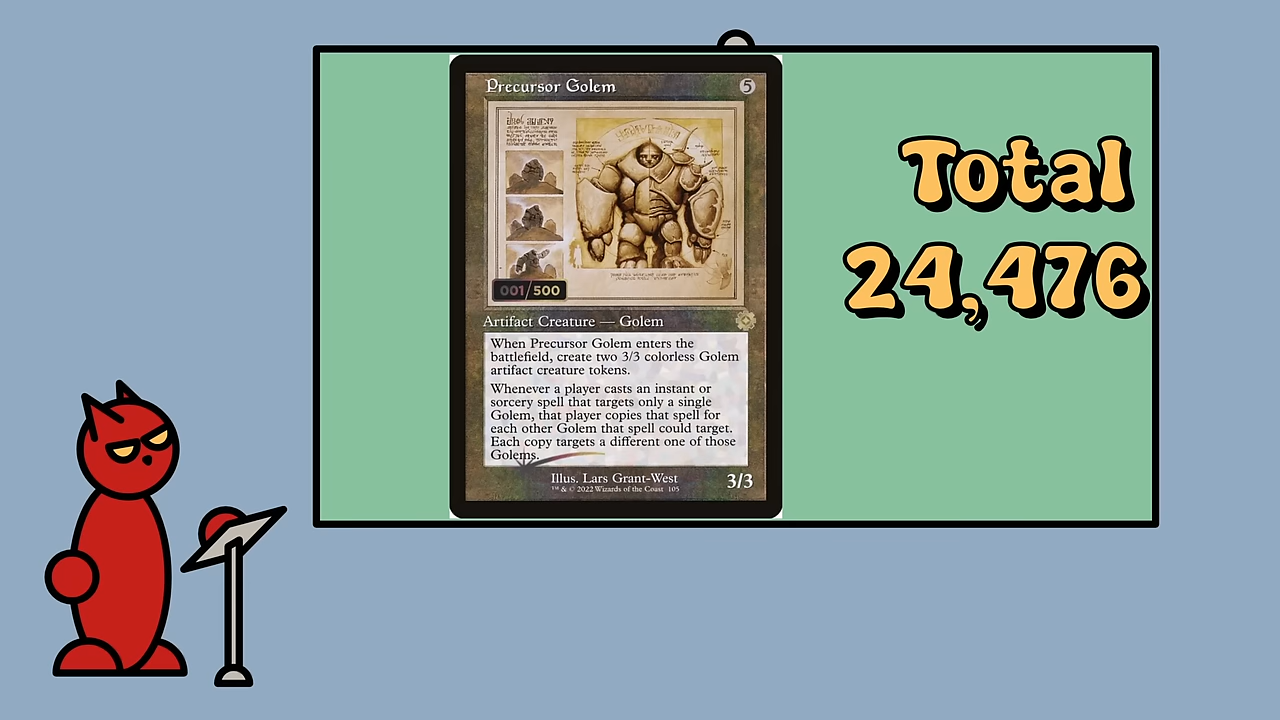 Precursor Golem 5
001/500
Artifact Creature — Golem
When Precursor Golem enters the
battlefield, create two 3/3 colorless Golem
artifact creature tokens.
Whenever a player casts an instant or
sorcery spell that targets only a single
Golem, that player copies that spell for
each other Golem that spell could target.
Each copy targets a different one of those
Golems.
Illus. Lars Grant-West
™ & © 2022 Wizards of the Coast 105
3/3
Total
24,476